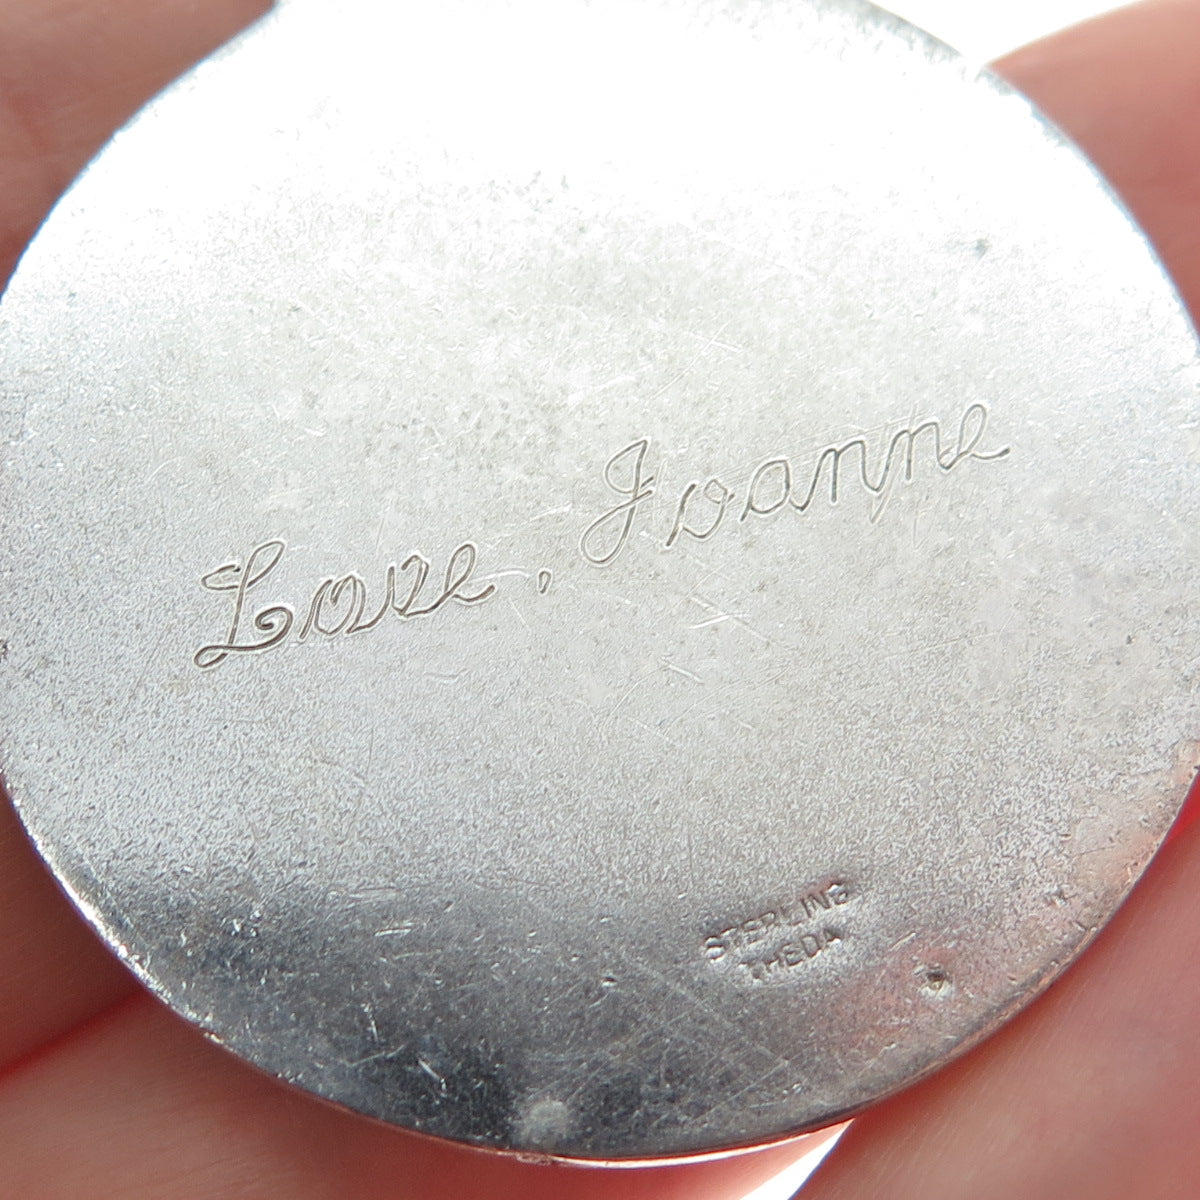 Love, Joanne
STERLING
THEDA